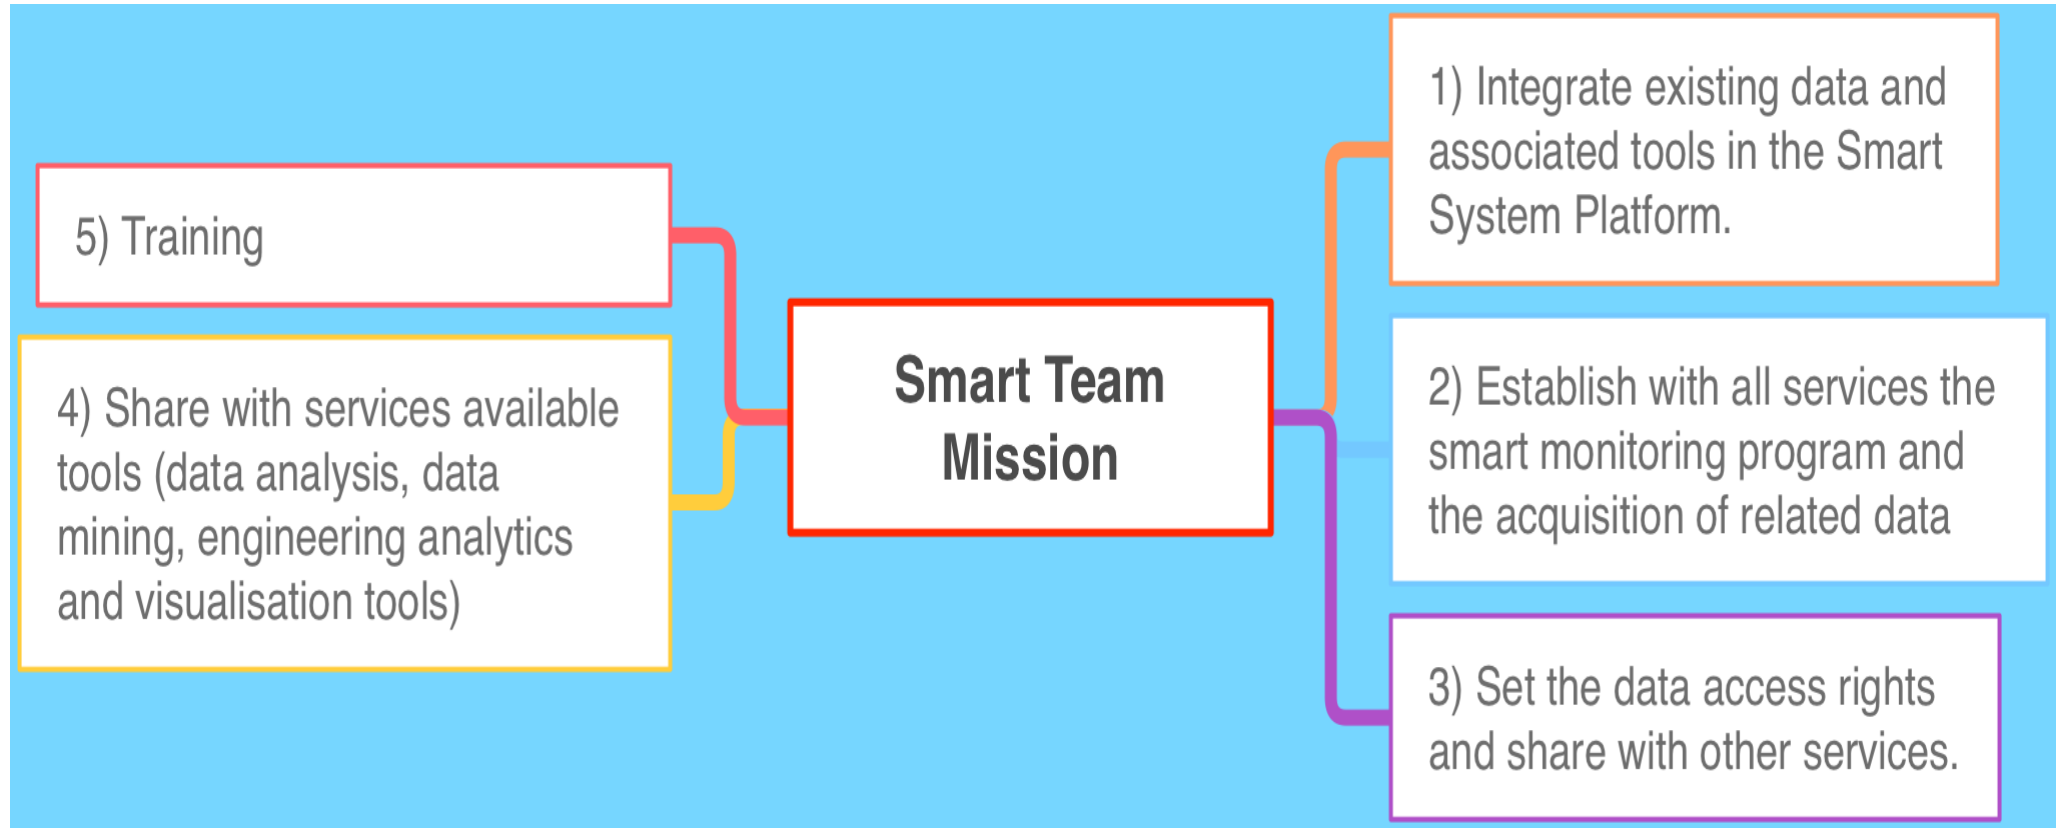 Smart Team
Mission
1) Integrate existing data and
associated tools in the Smart
System Platform.
2) Establish with all services the
smart monitoring program and
the acquisition of related data
3) Set the data access rights
and share with other services.
4) Share with services available
tools (data analysis, data
mining, engineering analytics
and visualisation tools)
5) Training